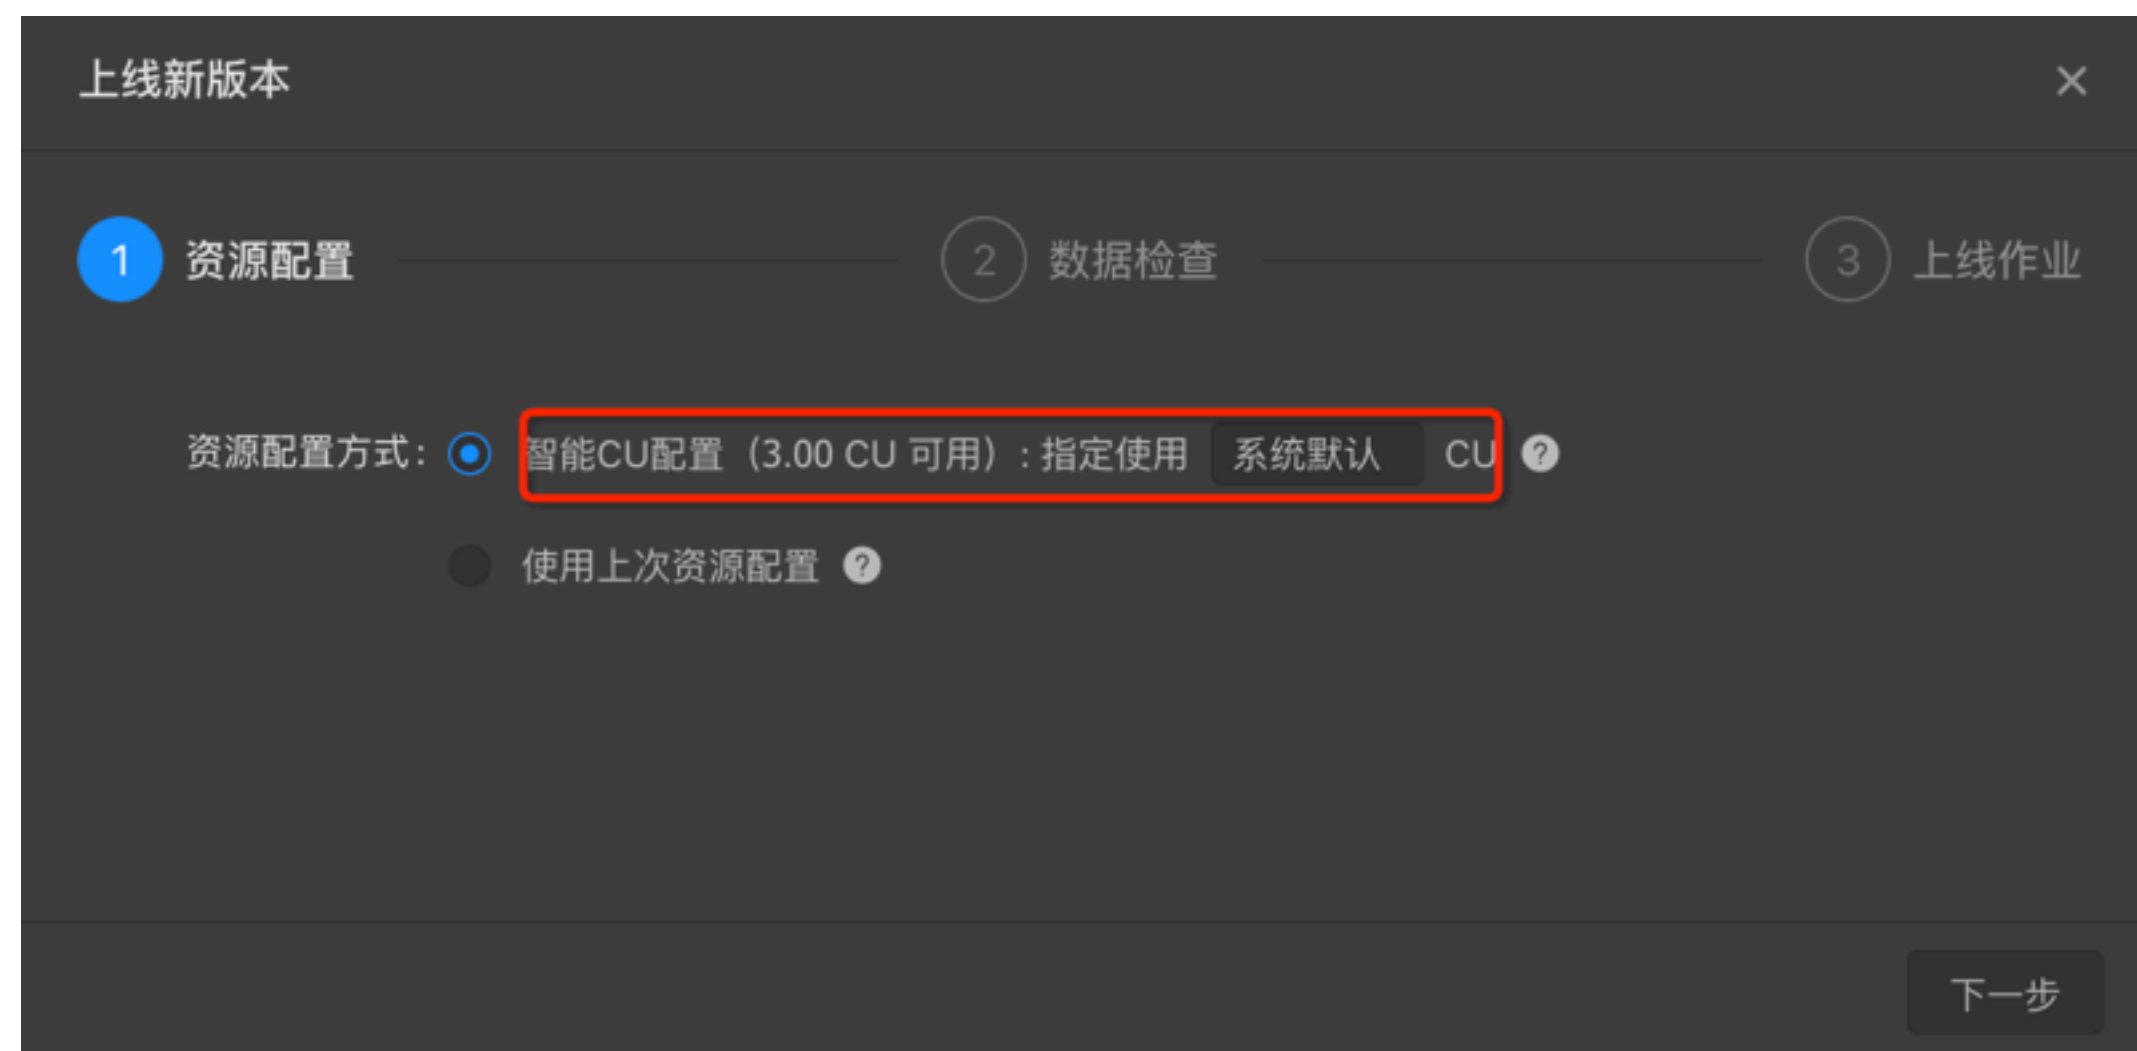 上线新版本
1 资源配置 2 数据检查 3 上线作业
资源配置方式： 智能CU配置（3.00 CU 可用）：指定使用 系统默认 CU ?
使用上次资源配置 ?
下一步